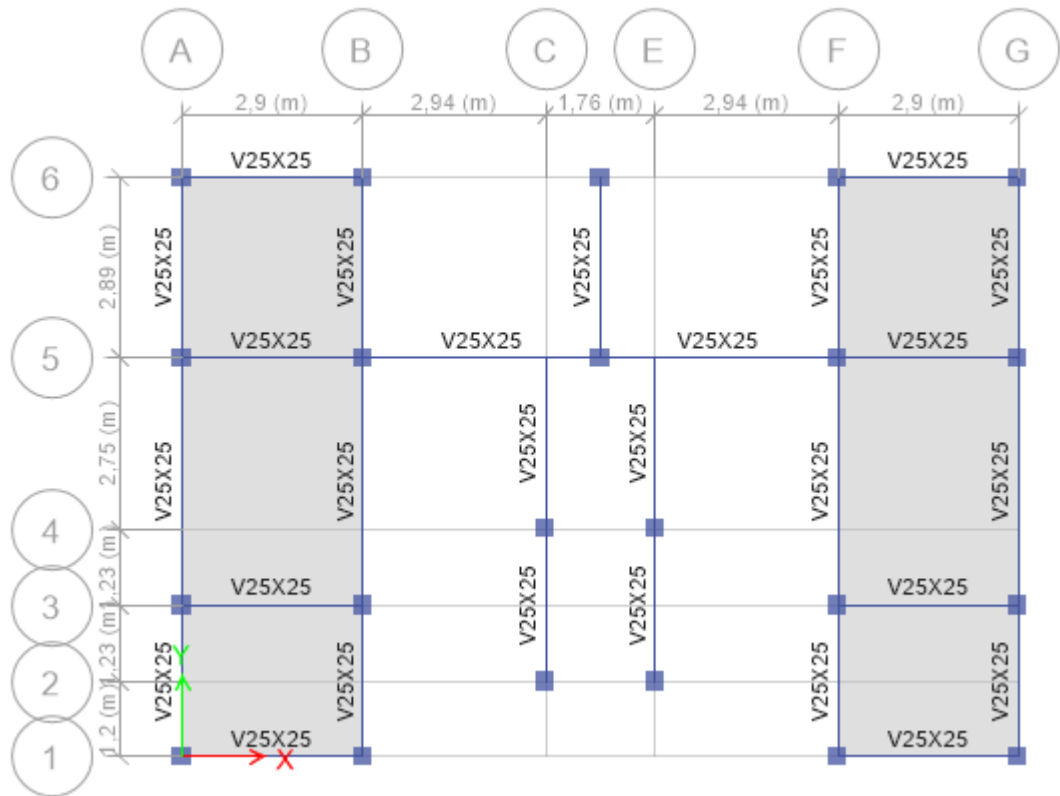 A B C E F G
2,9 (m) 2,94 (m) 1,76 (m) 2,94 (m) 2,9 (m)
V25X25 V25X25
6
2,89 (m) V25X25 V25X25 V25X25 V25X25 V25X25
V25X25 V25X25 V25X25 V25X25 V25X25
5
2,75 (m) V25X25 V25X25 V25X25 V25X25 V25X25 V25X25
4
1,23 (m)
V25X25 V25X25
3
V25X25 V25X25
1,23 (m)
Y
2
1,2 (m) V25X25 V25X25 V25X25 V25X25
V25X25 V25X25
1
X